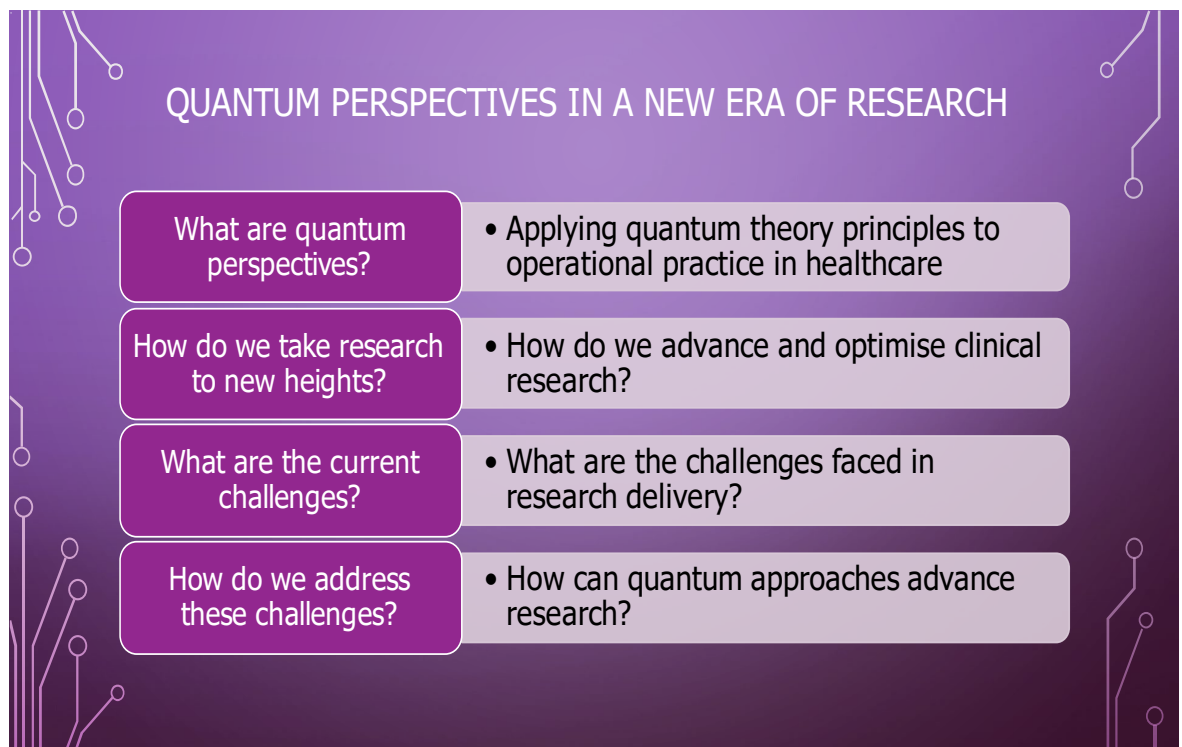 QUANTUM PERSPECTIVES IN A NEW ERA OF RESEARCH
What are quantum
perspectives?
• Applying quantum theory principles to
operational practice in healthcare
How do we take research
to new heights?
• How do we advance and optimise clinical
research?
What are the current
challenges?
• What are the challenges faced in
research delivery?
How do we address
these challenges?
• How can quantum approaches advance
research?